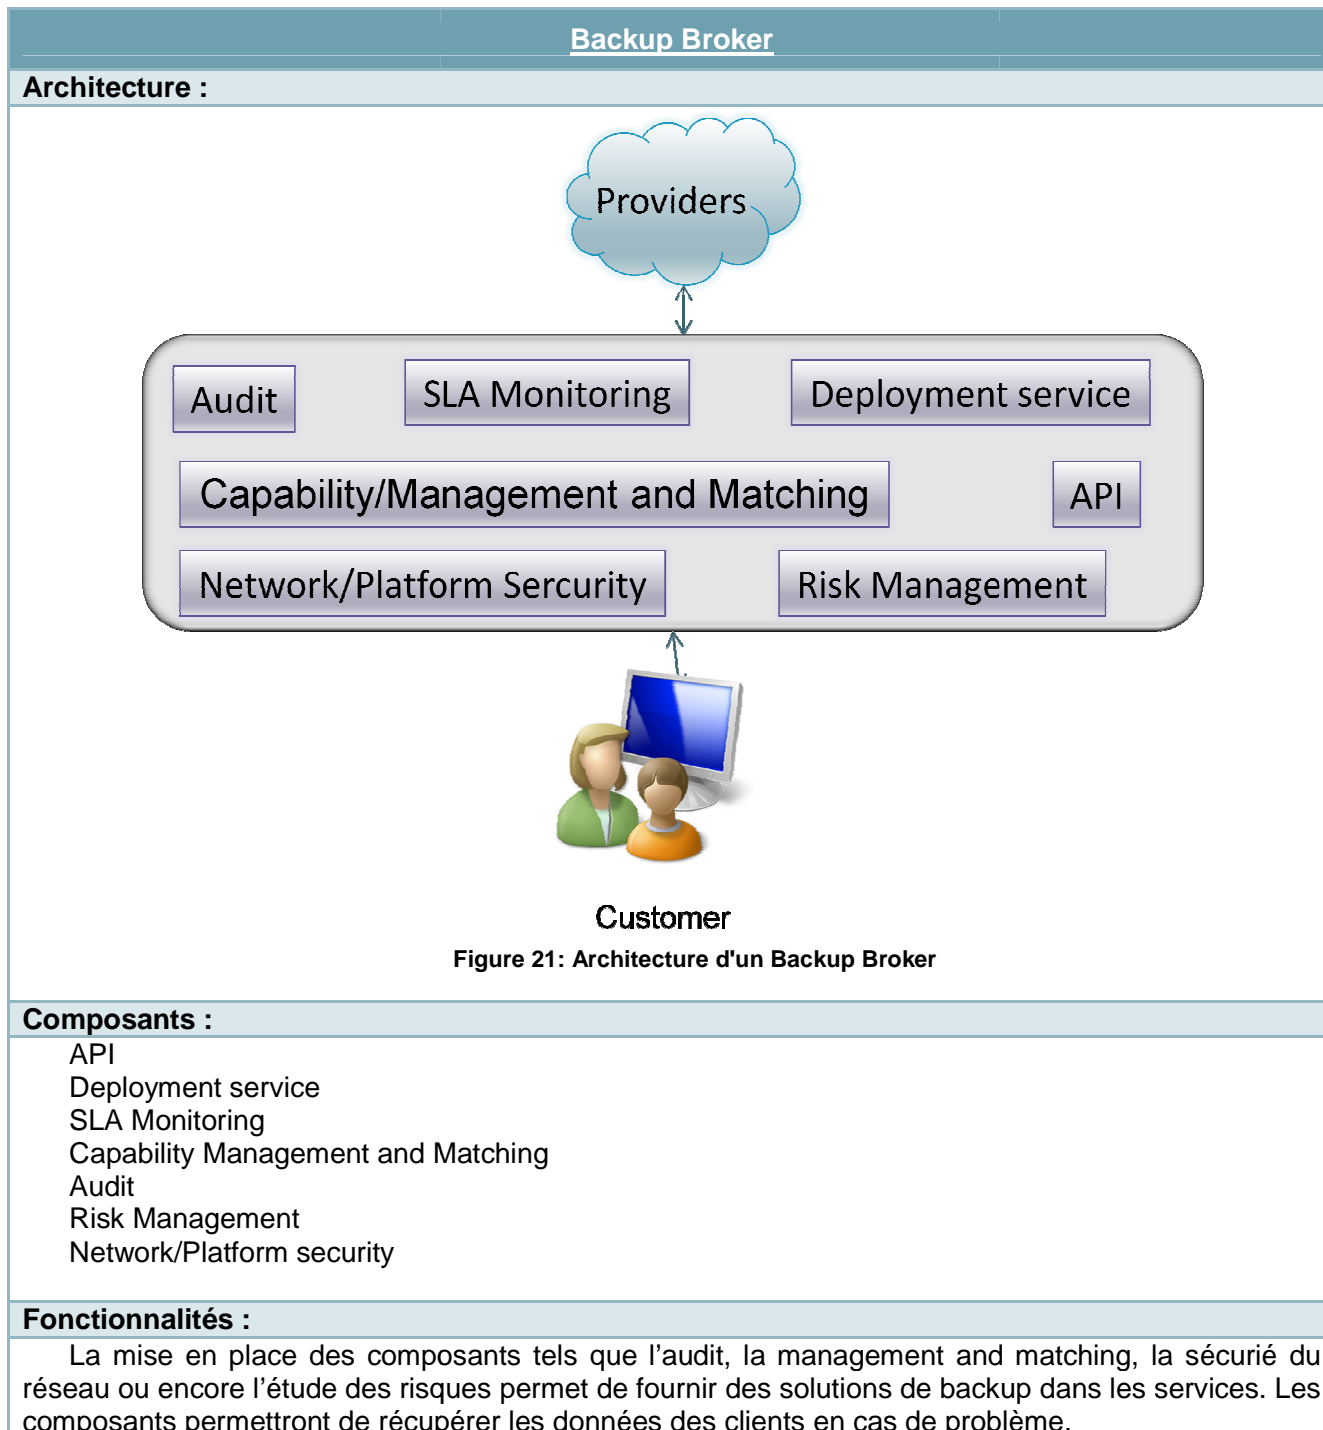 Backup Broker
Architecture :
Providers
Audit
SLA Monitoring
Deployment service
Capability/Management and Matching
API
Network/Platform Sercurity
Risk Management
Customer
Figure 21: Architecture d'un Backup Broker
Composants :
API
Deployment service
SLA Monitoring
Capability Management and Matching
Audit
Risk Management
Network/Platform security
Fonctionnalités :
La mise en place des composants tels que l’audit, la management and matching, la sécurié du
réseau ou encore l’étude des risques permet de fournir des solutions de backup dans les services. Les
composants permettront de récupérer les données des clients en cas de problème.